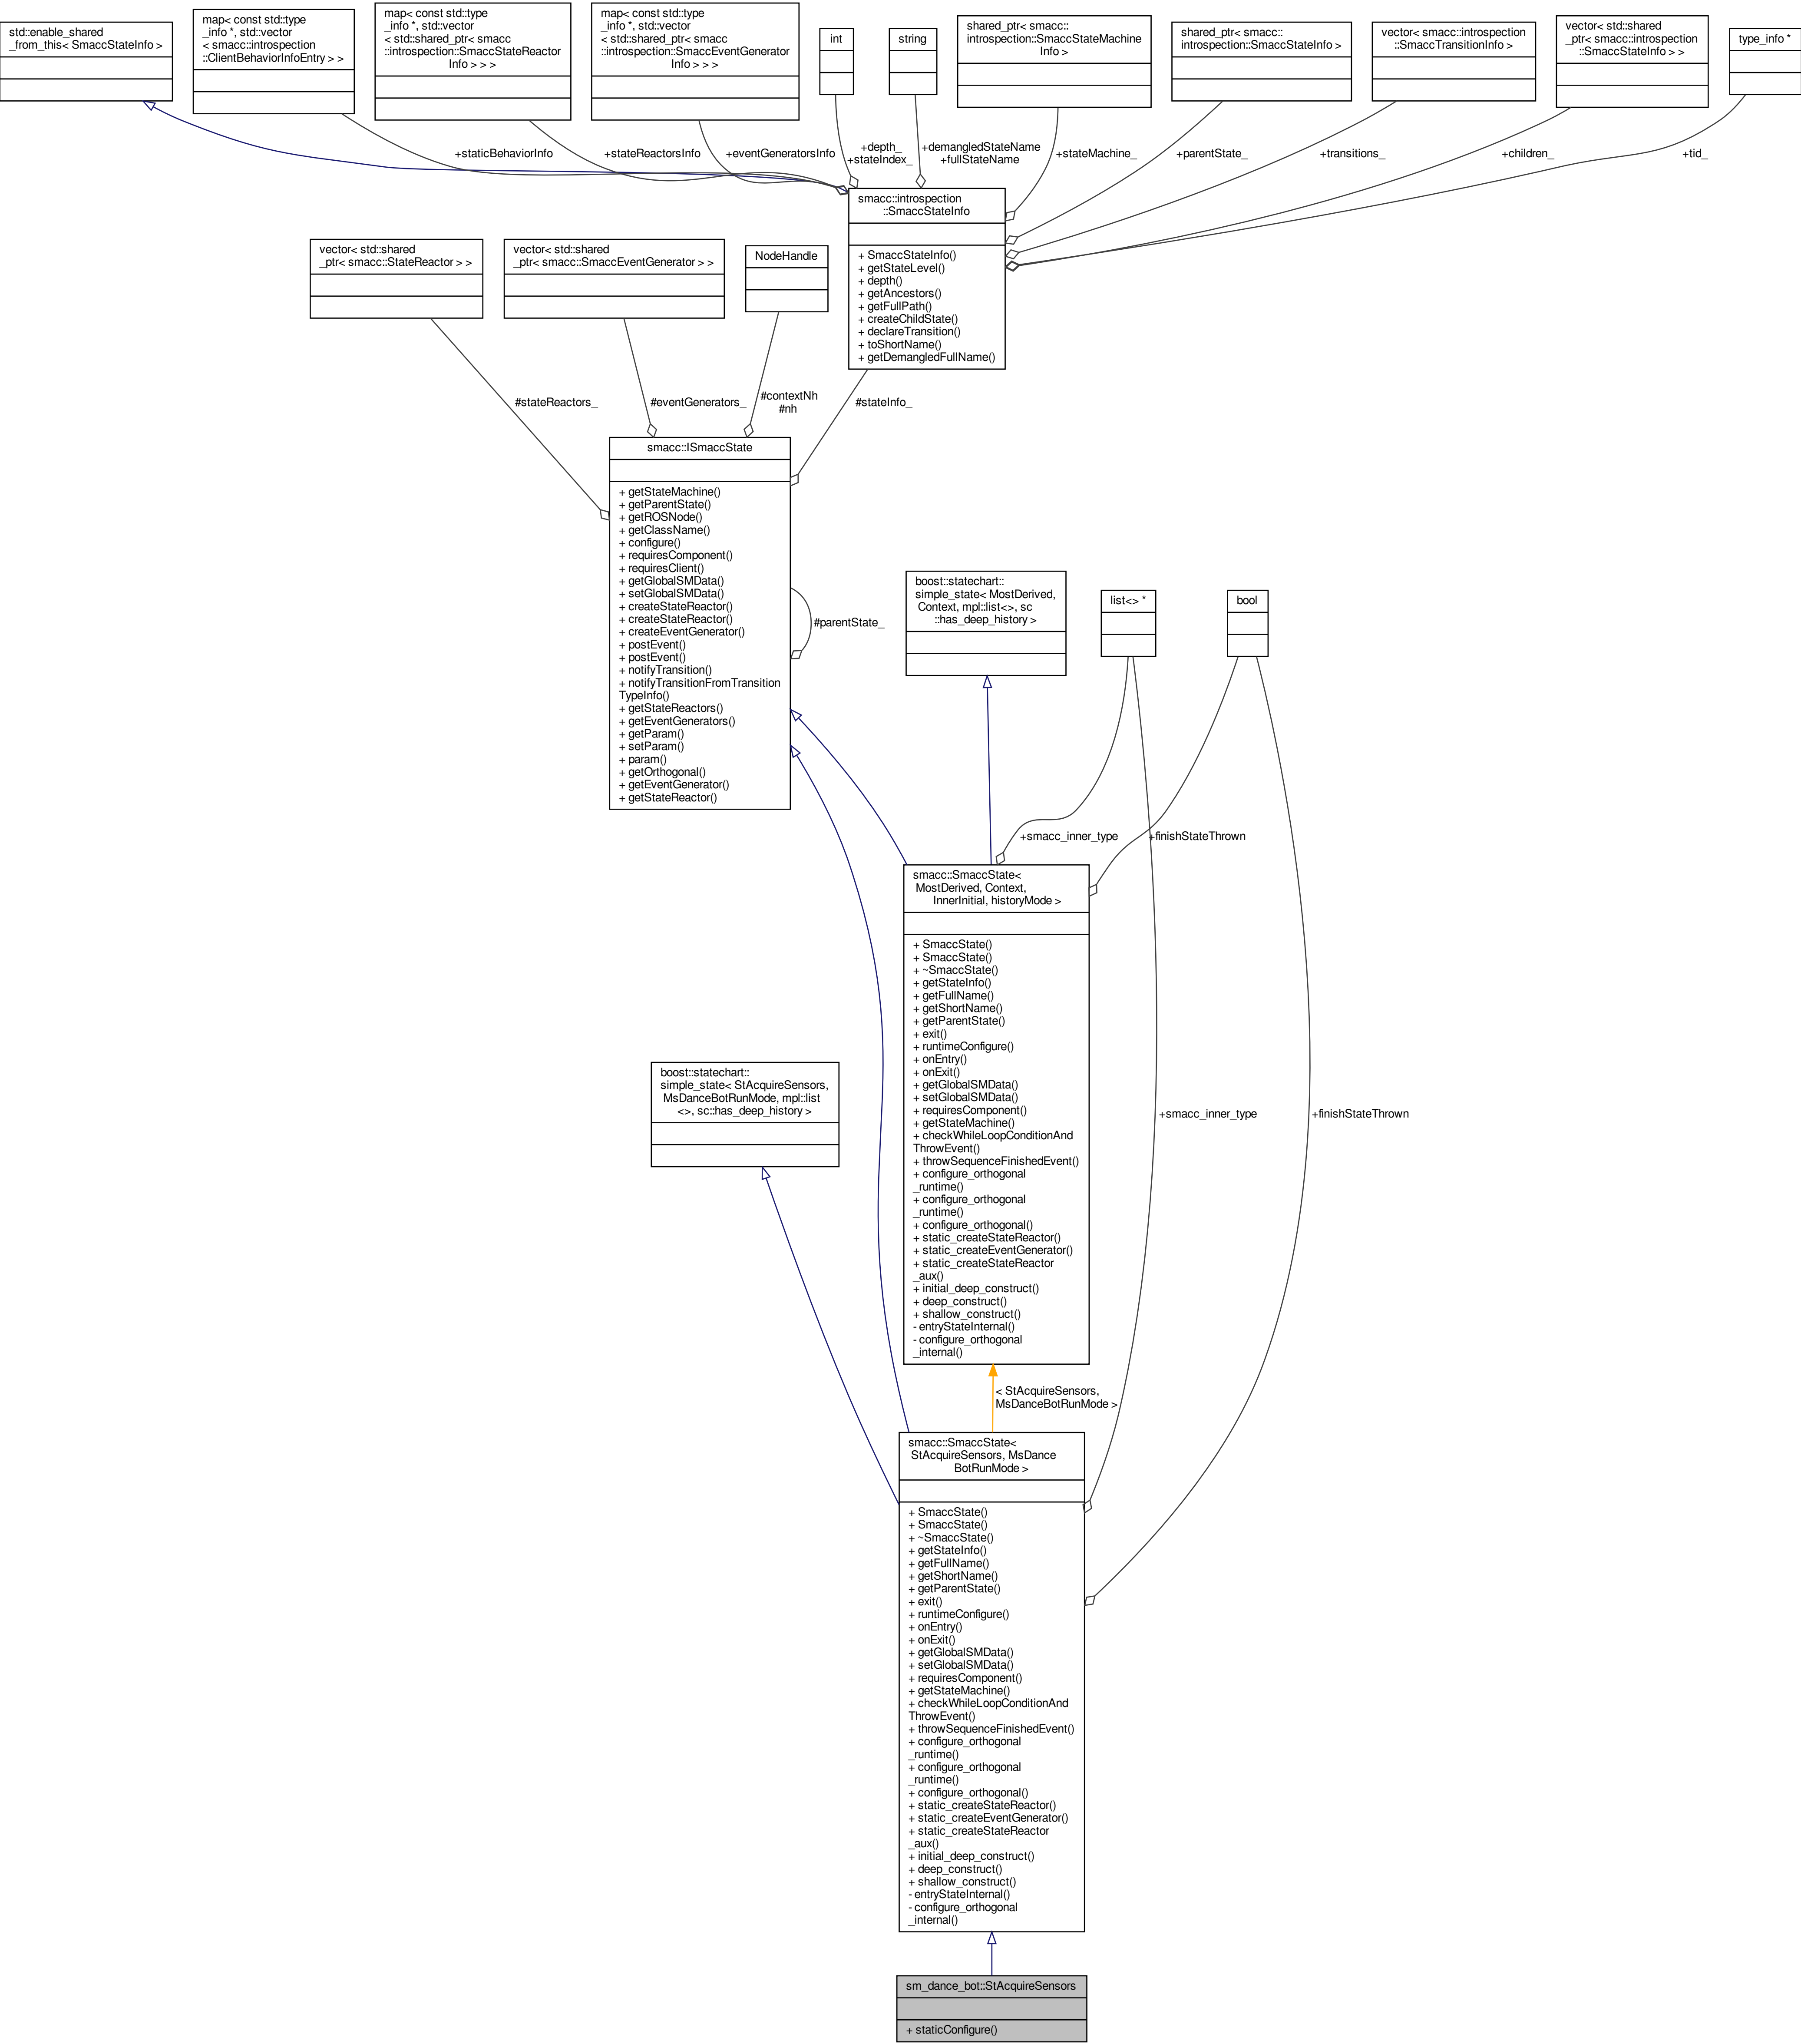 std::enable_shared
_from_this< SmaccStateInfo >
map< const std::type
_info *, std::vector
< smacc::introspection
::ClientBehaviorInfoEntry > >
map< const std::type
_info *, std::vector
< std::shared_ptr< smacc
::introspection::SmaccStateReactor
Info > > >
map< const std::type
_info *, std::vector
< std::shared_ptr< smacc
::introspection::SmaccEventGenerator
Info > > >
int
string
shared_ptr< smacc::
introspection::SmaccStateMachine
Info >
shared_ptr< smacc::
introspection::SmaccStateInfo >
vector< smacc::introspection
::SmaccTransitionInfo >
vector< std::shared
_ptr< smacc::introspection
::SmaccStateInfo > >
type_info *
+staticBehaviorInfo
+stateReactorsInfo
+eventGeneratorsInfo
+depth_
+stateIndex_
+demangledStateName
+fullStateName
+stateMachine_
+parentState_
+transitions_
+children_
+tid_
smacc::introspection
::SmaccStateInfo
+ SmaccStateInfo()
+ getStateLevel()
+ depth()
+ getAncestors()
+ getFullPath()
+ createChildState()
+ declareTransition()
+ toShortName()
+ getDemangledFullName()
vector< std::shared
_ptr< smacc::StateReactor > >
vector< std::shared
_ptr< smacc::SmaccEventGenerator > >
NodeHandle
#stateReactors_
#eventGenerators_
#contextNh
#nh
#stateInfo_
smacc::ISmaccState
+ getStateMachine()
+ getParentState()
+ getROSNode()
+ getClassName()
+ configure()
+ requiresComponent()
+ requiresClient()
+ getGlobalSMData()
+ setGlobalSMData()
+ createStateReactor()
+ createStateReactor()
+ createEventGenerator()
+ postEvent()
+ postEvent()
+ notifyTransition()
+ notifyTransitionFromTransition
TypeInfo()
+ getStateReactors()
+ getEventGenerators()
+ getParam()
+ setParam()
+ param()
+ getOrthogonal()
+ getEventGenerator()
+ getStateReactor()
#parentState_
boost::statechart::
simple_state< MostDerived,
Context, mpl::list<>, sc
::has_deep_history >
list<> *
bool
+smacc_inner_type
+finishStateThrown
smacc::SmaccState<
MostDerived, Context,
InnerInitial, historyMode >
+ SmaccState()
+ SmaccState()
+ ~SmaccState()
+ getStateInfo()
+ getFullName()
+ getShortName()
+ getParentState()
+ exit()
+ runtimeConfigure()
+ onEntry()
+ onExit()
+ getGlobalSMData()
+ setGlobalSMData()
+ requiresComponent()
+ getStateMachine()
+ checkWhileLoopConditionAnd
ThrowEvent()
+ throwSequenceFinishedEvent()
+ configure_orthogonal
_runtime()
+ configure_orthogonal
_runtime()
+ configure_orthogonal()
+ static_createStateReactor()
+ static_createEventGenerator()
+ static_createStateReactor
_aux()
+ initial_deep_construct()
+ deep_construct()
+ shallow_construct()
- entryStateInternal()
- configure_orthogonal
_internal()
boost::statechart::
simple_state< StAcquireSensors,
MsDanceBotRunMode, mpl::list
<>, sc::has_deep_history >
+smacc_inner_type
+finishStateThrown
< StAcquireSensors,
MsDanceBotRunMode >
smacc::SmaccState<
StAcquireSensors, MsDance
BotRunMode >
+ SmaccState()
+ SmaccState()
+ ~SmaccState()
+ getStateInfo()
+ getFullName()
+ getShortName()
+ getParentState()
+ exit()
+ runtimeConfigure()
+ onEntry()
+ onExit()
+ getGlobalSMData()
+ setGlobalSMData()
+ requiresComponent()
+ getStateMachine()
+ checkWhileLoopConditionAnd
ThrowEvent()
+ throwSequenceFinishedEvent()
+ configure_orthogonal
_runtime()
+ configure_orthogonal
_runtime()
+ configure_orthogonal()
+ static_createStateReactor()
+ static_createEventGenerator()
+ static_createStateReactor
_aux()
+ initial_deep_construct()
+ deep_construct()
+ shallow_construct()
- entryStateInternal()
- configure_orthogonal
_internal()
sm_dance_bot::StAcquireSensors
+ staticConfigure()